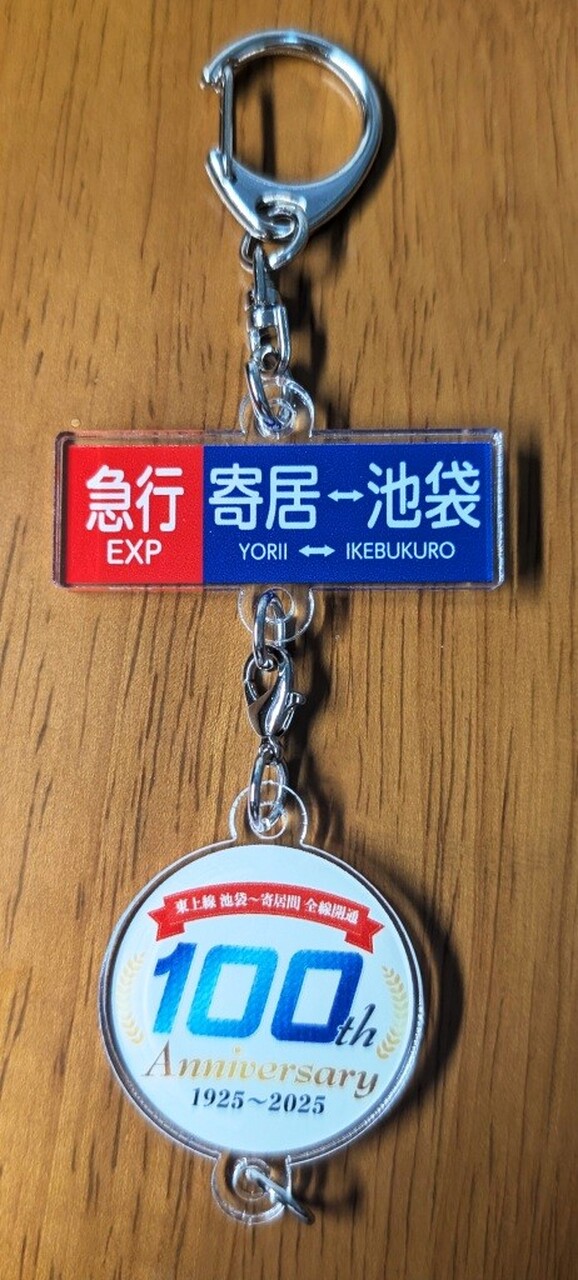 急行
EXP
寄居↔池袋
YORII ↔ IKEBUKURO
東上線 池袋～寄居間 全線開通
100th
Anniversary
1925～2025